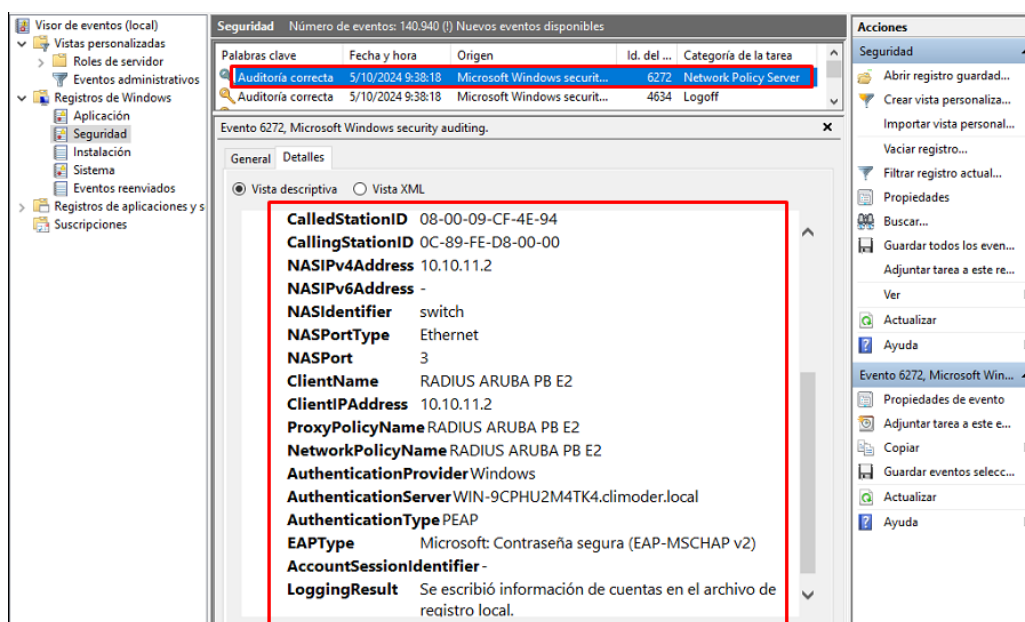 Visor de eventos (local)
Vistas personalizadas
Roles de servidor
Eventos administrativos
Registros de Windows
Aplicación
Seguridad
Instalación
Sistema
Eventos reenviados
Registros de aplicaciones y s
Suscripciones
Seguridad Número de eventos: 140.940 (!) Nuevos eventos disponibles
Palabras clave Fecha y hora Origen Id. del ... Categoría de la tarea
Auditoría correcta 5/10/2024 9:38:18 Microsoft Windows securit... 6272 Network Policy Server
Auditoría correcta 5/10/2024 9:38:18 Microsoft Windows securit... 4634 Logoff
Evento 6272, Microsoft Windows security auditing.
General Detalles
Vista descriptiva Vista XML
CalledStationID 08-00-09-CF-4E-94
CallingStationID 0C-89-FE-D8-00-00
NASIPv4Address 10.10.11.2
NASIPv6Address -
NASIdentifier switch
NASPortType Ethernet
NASPort 3
ClientName RADIUS ARUBA PB E2
ClientIPAddress 10.10.11.2
ProxyPolicyName RADIUS ARUBA PB E2
NetworkPolicyName RADIUS ARUBA PB E2
AuthenticationProvider Windows
AuthenticationServer WIN-9CPHU2M4TK4.climoder.local
AuthenticationType PEAP
EAPType Microsoft: Contraseña segura (EAP-MSCHAP v2)
AccountSessionIdentifier -
LoggingResult Se escribió información de cuentas en el archivo de
registro local.
Acciones
Seguridad
Abrir registro guardad...
Crear vista personaliza...
Importar vista personal...
Vaciar registro...
Filtrar registro actual...
Propiedades
Buscar...
Guardar todos los even...
Adjuntar tarea a este re...
Ver
Actualizar
Ayuda
Evento 6272, Microsoft Win...
Propiedades de evento
Adjuntar tarea a este e...
Copiar
Guardar eventos selecc...
Actualizar
Ayuda